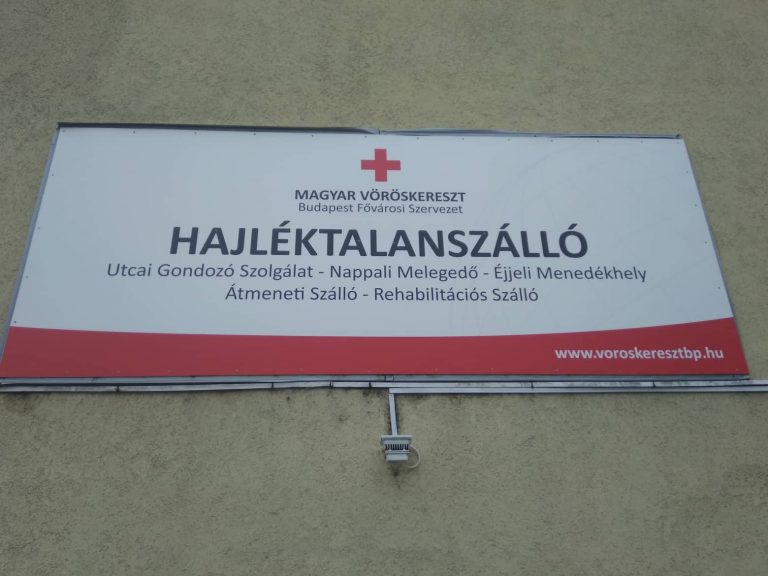 MAGYAR VÖRÖSKERESZT
Budapest Fővárosi Szervezet
HAJLÉKTALANSZÁLLÓ
Utcai Gondozó Szolgálat - Nappali Melegedő - Éjjeli Menedékhely
Átmeneti Szálló - Rehabilitációs Szálló
www.voroskeresztbp.hu